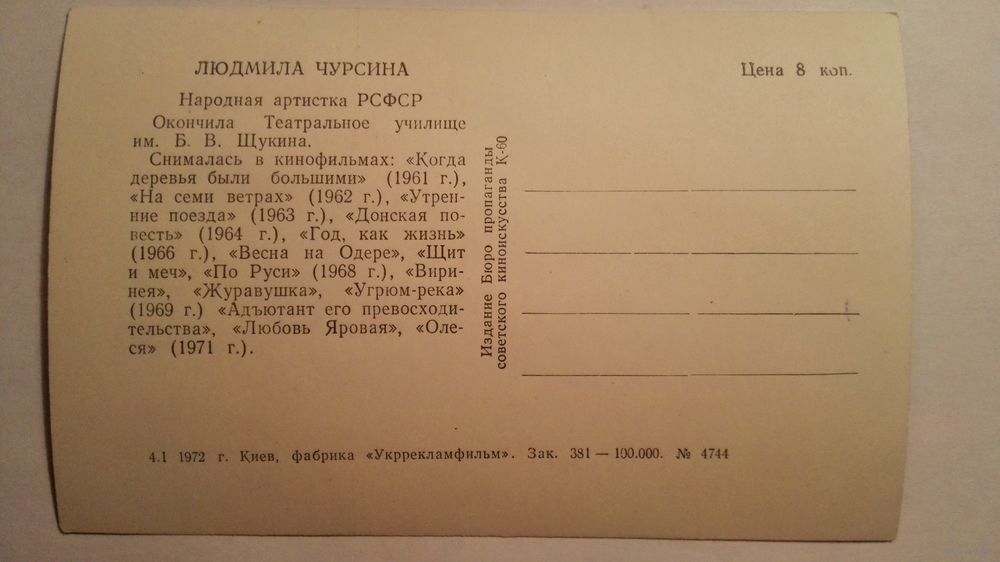 ЛЮДМИЛА ЧУРСИНА
Народная артистка РСФСР
Окончила Театральное училище
им. Б. В. Щукина.
Снималась в кинофильмах: «Когда
деревья были большими» (1961 г.),
«На семи ветрах» (1962 г.), «Утрен-
ние поезда» (1963 г.), «Донская по-
весть» (1964 г.), «Год, как жизнь»
(1966 г.), «Весна на Одере», «Щит
и меч», «По Руси» (1968 г.), «Вири-
нея», «Журавушка», «Угрюм-река»
(1969 г.) «Адъютант его превосходи-
тельства», «Любовь Яровая», «Оле-
ся» (1971 г.).
Издание Бюро пропаганды
советского киноискусства К-60
Цена 8 коп.
4.1 1972 г. Киев, фабрика «Укррекламфильм». Зак. 381 — 100.000. № 4744